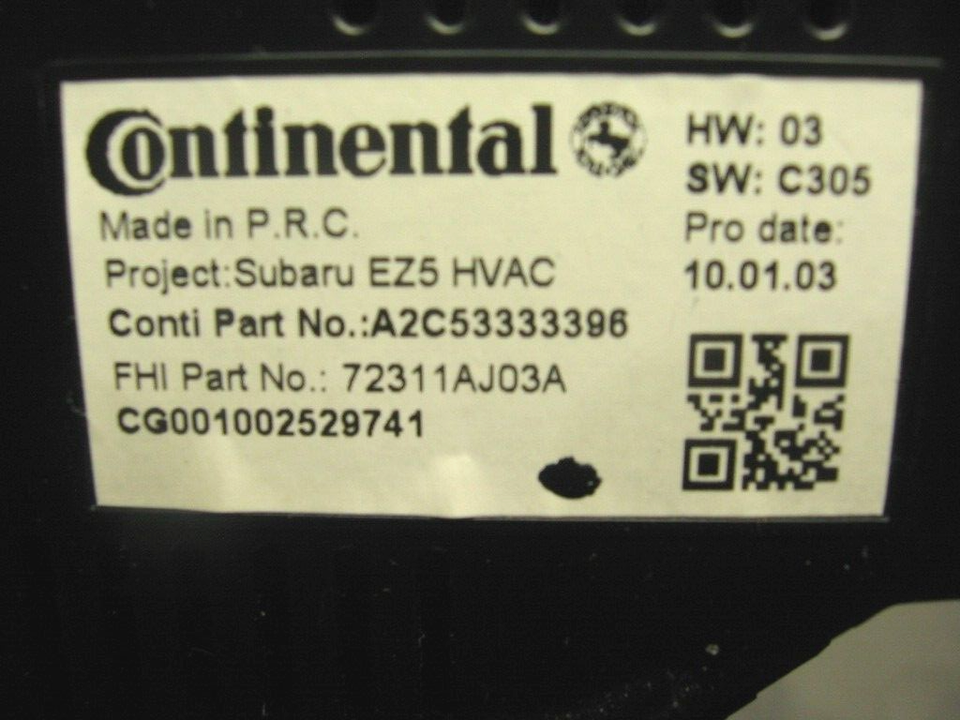 Continental
Made in P.R.C.
Project:Subaru EZ5 HVAC
Conti Part No.:A2C53333396
FHI Part No.: 72311AJ03A
CG001002529741
HW: 03
SW: C305
Pro date:
10.01.03